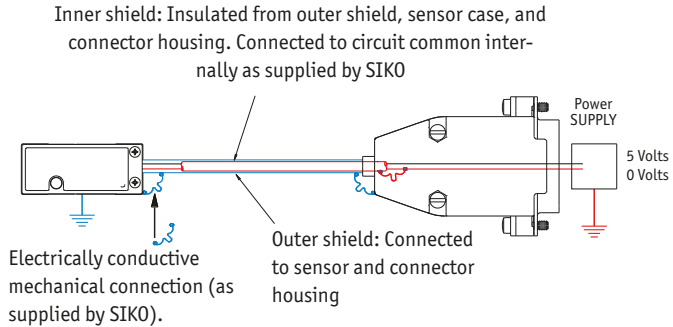 Inner shield: Insulated from outer shield, sensor case, and
connector housing. Connected to circuit common inter-
nally as supplied by SIKO
Power
SUPPLY
5 Volts
0 Volts
Outer shield: Connected
to sensor and connector
housing
Electrically conductive
mechanical connection (as
supplied by SIKO).